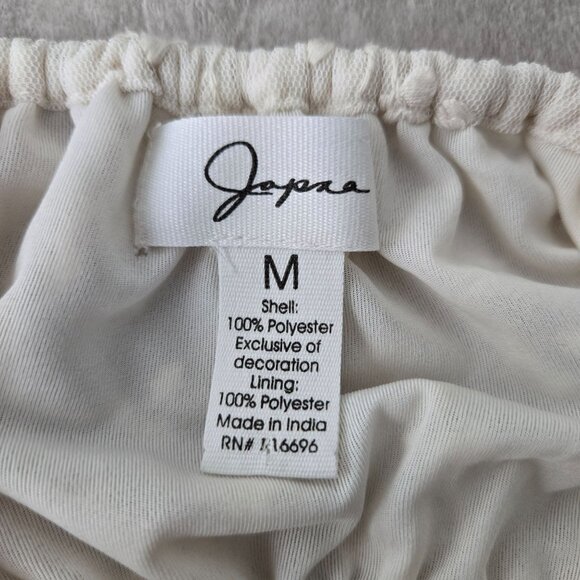 Japna
M
Shell:
100% Polyester
Exclusive of
decoration
Lining:
100% Polyester
Made in India
RN# 116696